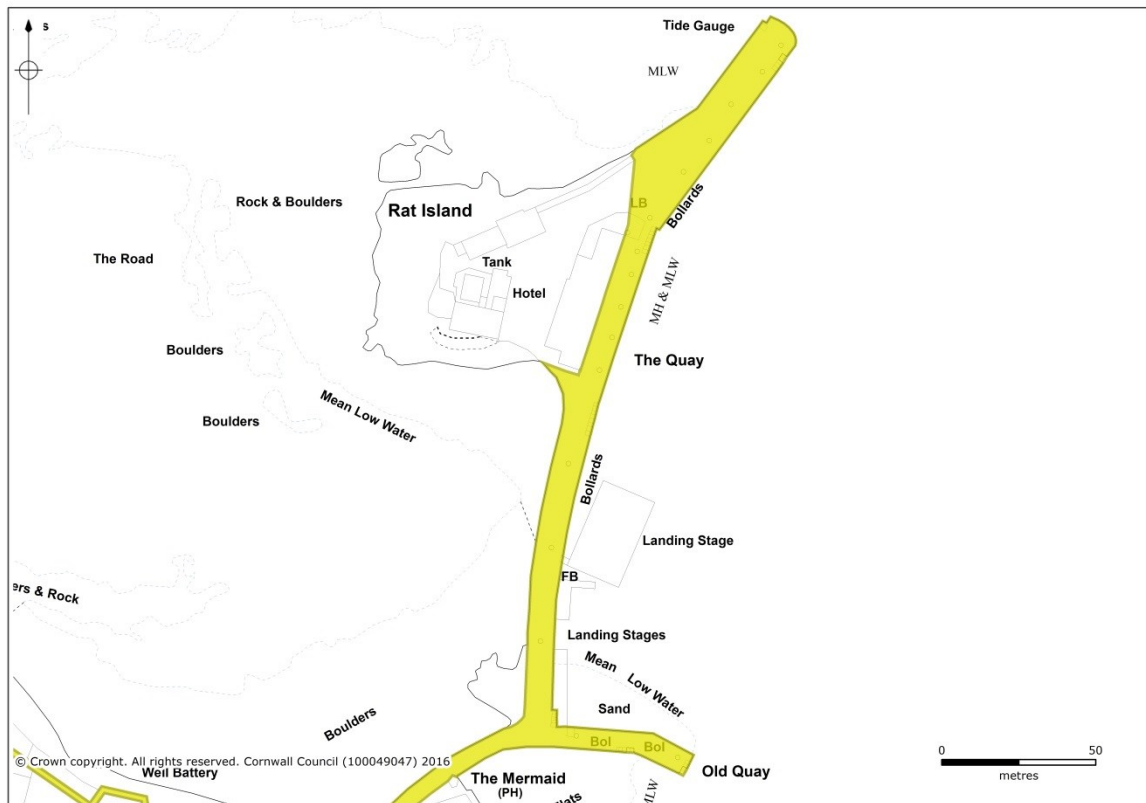 s
Tide Gauge
MLW
Rock & Boulders
Rat Island
LB
Bollards
The Road
Tank
Hotel
MH & MLW
Boulders
The Quay
Mean Low Water
Boulders
Bollards
Landing Stage
FB
ers & Rock
Landing Stages
Mean Low Water
Sand
Boulders
Bol
Bol
© Crown copyright. All rights reserved. Cornwall Council (100049047) 2016
Weil Battery
The Mermaid
(PH)
Old Quay
MLW
lats
0 50
metres